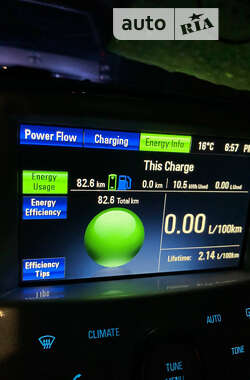 auto RIA
Power Flow Charging Energy Info 16°C 6:57
This Charge
Energy Usage 82.6 km 0.0 km 10.5 kWh Used 0.00 L Used
82.6 Total km
Energy Efficiency
0.00 L/100km
Lifetime: 2.14 L/100km
Efficiency Tips
CLIMATE AUTO
TUNE TONE
MENU